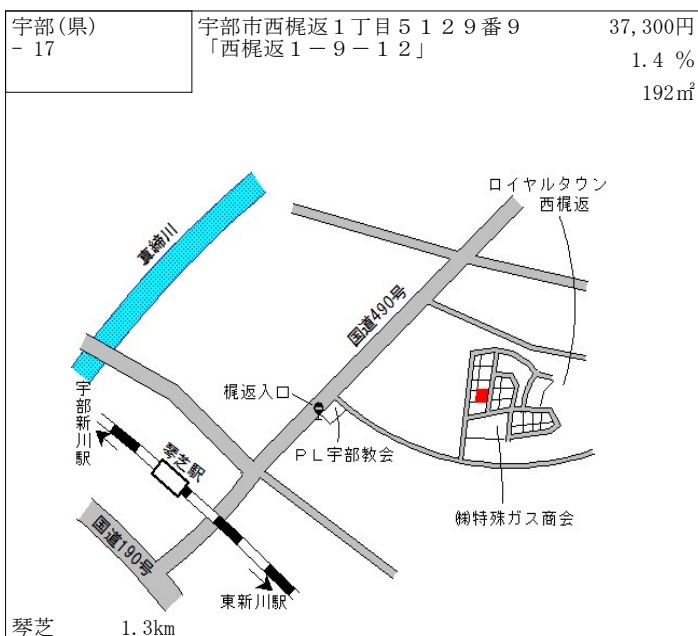 宇部(県)
- 17
宇部市西梶返１丁目５１２９番９
「西梶返１－９－１２」
37,300円
1.4 %
192㎡
ロイヤルタウン
西梶返
真締川
国道490号
梶返入口
宇部新川駅
琴芝駅
ＰＬ宇部教会
㈱特殊ガス商会
国道190号
東新川駅
琴芝 1.3km